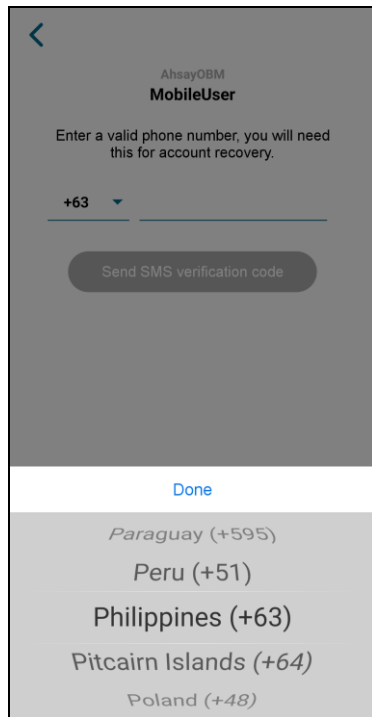 AhsayOBM
MobileUser
Enter a valid phone number, you will need
this for account recovery.
+63
Send SMS verification code
Done
Paraguay (+595)
Peru (+51)
Philippines (+63)
Pitcairn Islands (+64)
Poland (+48)